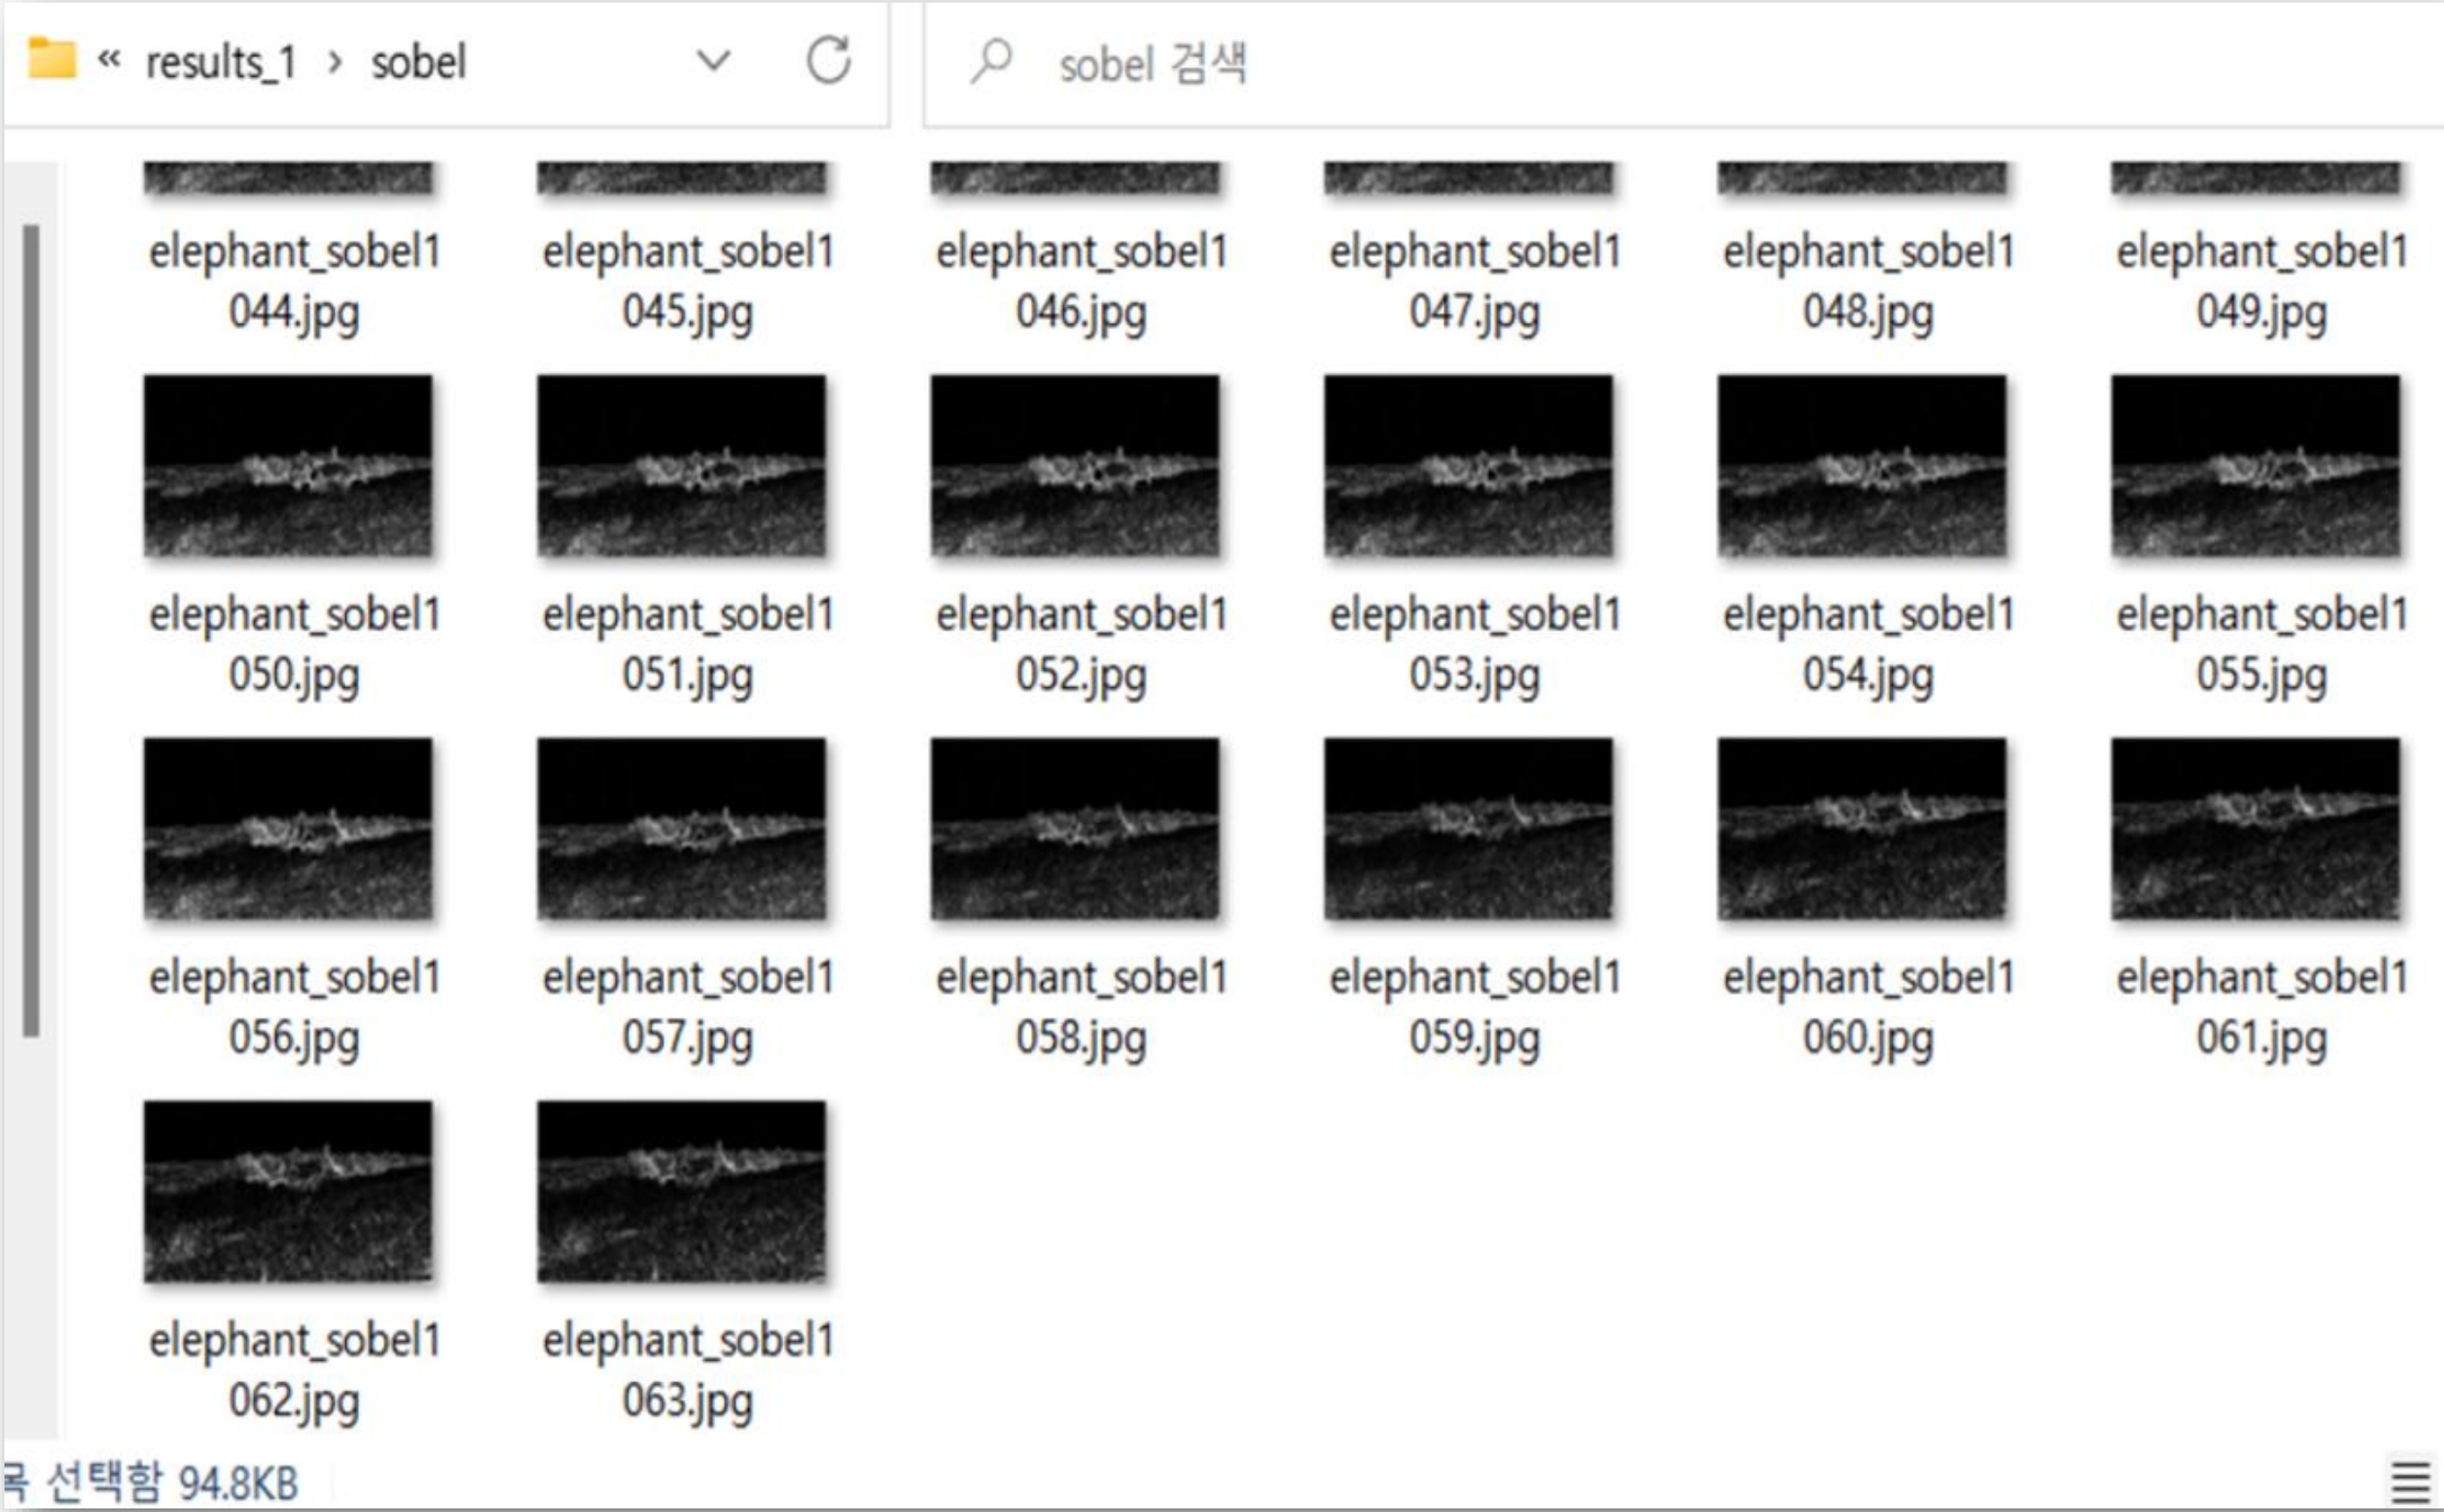 « results_1 > sobel
sobel 검색
elephant_sobel1 elephant_sobel1 elephant_sobel1 elephant_sobel1 elephant_sobel1 elephant_sobel1
044.jpg 045.jpg 046.jpg 047.jpg 048.jpg 049.jpg
elephant_sobel1 elephant_sobel1 elephant_sobel1 elephant_sobel1 elephant_sobel1 elephant_sobel1
050.jpg 051.jpg 052.jpg 053.jpg 054.jpg 055.jpg
elephant_sobel1 elephant_sobel1 elephant_sobel1 elephant_sobel1 elephant_sobel1 elephant_sobel1
056.jpg 057.jpg 058.jpg 059.jpg 060.jpg 061.jpg
elephant_sobel1 elephant_sobel1
062.jpg 063.jpg
선택함 94.8KB